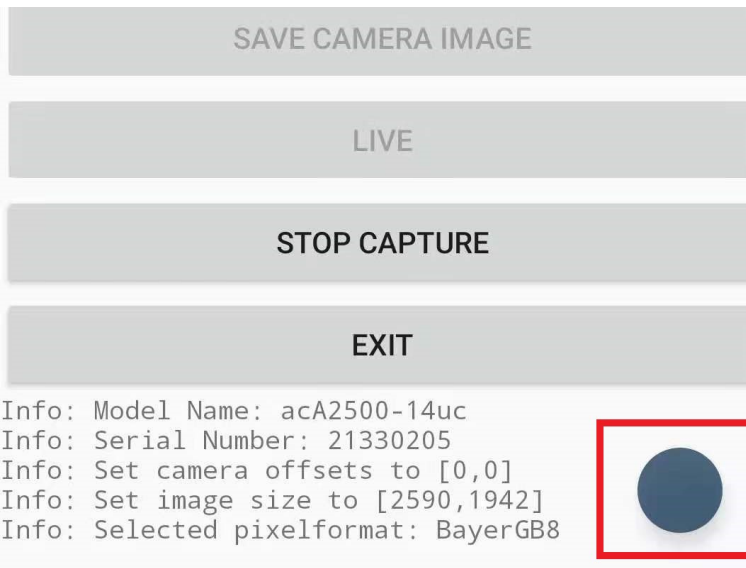 SAVE CAMERA IMAGE
LIVE
STOP CAPTURE
EXIT
Info: Model Name: acA2500-14uc
Info: Serial Number: 21330205
Info: Set camera offsets to [0,0]
Info: Set image size to [2590,1942]
Info: Selected pixelformat: BayerGB8